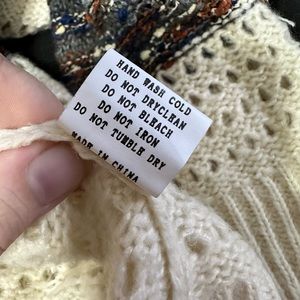 HAND WASH COLD
DO NOT DRYCLEAN
DO NOT BLEACH
DO NOT IRON
DO NOT TUMBLE DRY
MADE IN CHINA